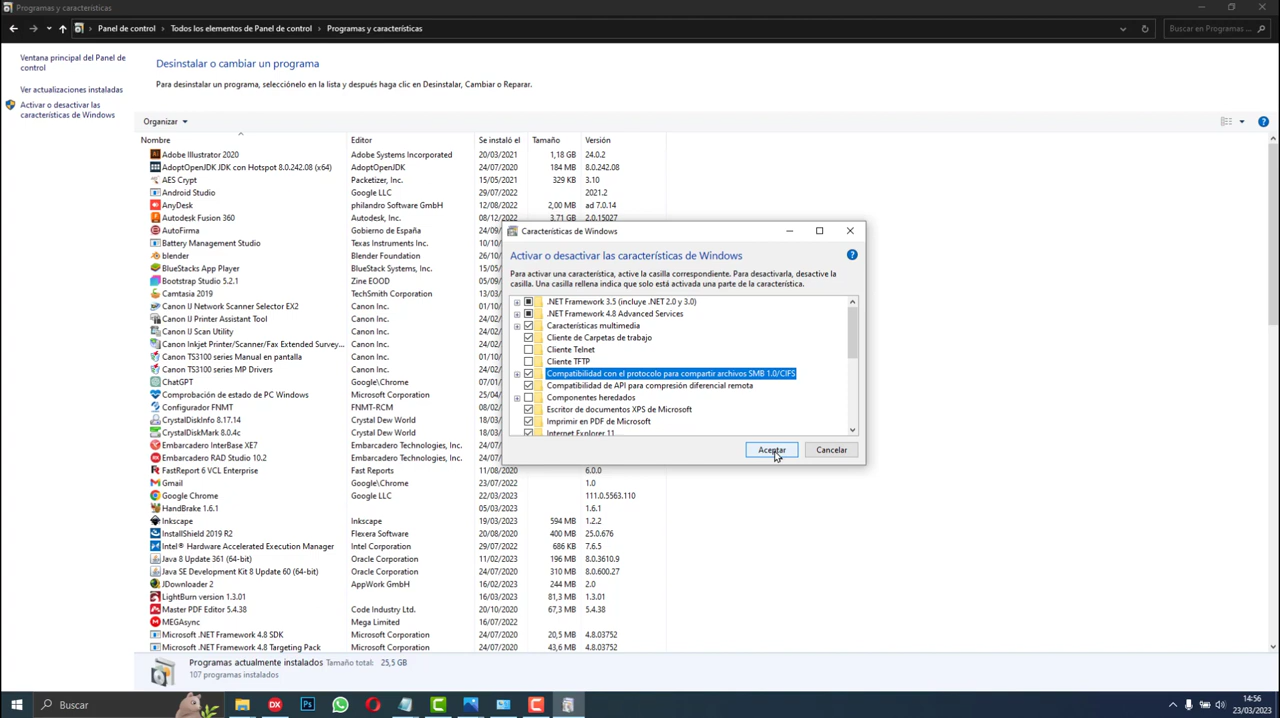 Programas y características
Panel de control > Todos los elementos de Panel de control > Programas y características
Buscar en Programas ...
Ventana principal del Panel de
control
Ver actualizaciones instaladas
Activar o desactivar las
características de Windows
Desinstalar o cambiar un programa
Para desinstalar un programa, selecciónelo en la lista y después haga clic en Desinstalar, Cambiar o Reparar.
Organizar
Nombre Editor Se instaló el Tamaño Versión
Adobe Illustrator 2020 Adobe Systems Incorporated 20/03/2021 1,18 GB 24.0.2
AdoptOpenJDK JDK con Hotspot 8.0.242.08 (x64) AdoptOpenJDK 24/07/2020 184 MB 8.0.242.08
AES Crypt Packetizer, Inc. 15/05/2021 329 KB 3.10
Android Studio Google LLC 29/07/2022 2021.2
AnyDesk philandro Software GmbH 12/08/2022 2,00 MB ad 7.0.14
Autodesk Fusion 360 Autodesk, Inc. 08/12/2022 3,71 GB 2.0.15027
AutoFirma Gobierno de España
Battery Management Studio Texas Instruments Inc.
blender Blender Foundation
BlueStacks App Player BlueStack Systems, Inc.
Bootstrap Studio 5.2.1 Zine EOOD
Camtasia 2019 TechSmith Corporation
Canon IJ Network Scanner Selector EX2 Canon Inc.
Canon IJ Printer Assistant Tool Canon Inc.
Canon IJ Scan Utility Canon Inc.
Canon Inkjet Printer/Scanner/Fax Extended Survey... Canon Inc.
Canon TS3100 series Manual en pantalla Canon Inc.
Canon TS3100 series MP Drivers Canon Inc.
ChatGPT Google\Chrome
Comprobación de estado de PC Windows Microsoft Corporation
Configurador FNMT FNMT-RCM
CrystalDiskInfo 8.17.14 Crystal Dew World
CrystalDiskMark 8.0.4c Crystal Dew World
Embarcadero InterBase XE7 Embarcadero Technologies, Inc.
Embarcadero RAD Studio 10.2 Embarcadero Technologies, Inc.
FastReport 6 VCL Enterprise Fast Reports 11/08/2020 6.0.0
Gmail Google\Chrome 23/07/2022 1.0
Google Chrome Google LLC 22/03/2023 111.0.5563.110
HandBrake 1.6.1 05/03/2023 1.6.1
Inkscape Inkscape 19/03/2023 594 MB 1.2.2
InstallShield 2019 R2 Flexera Software 20/08/2020 400 MB 25.0.676
Intel® Hardware Accelerated Execution Manager Intel Corporation 29/07/2022 686 KB 7.6.5
Java 8 Update 361 (64-bit) Oracle Corporation 11/02/2023 196 MB 8.0.3610.9
Java SE Development Kit 8 Update 60 (64-bit) Oracle Corporation 24/07/2020 310 MB 8.0.600.27
JDownloader 2 AppWork GmbH 16/02/2023 244 MB 2.0
LightBurn version 1.3.01 16/02/2023 81,3 MB 1.3.01
Master PDF Editor 5.4.38 Code Industry Ltd. 20/10/2020 67,3 MB 5.4.38
MEGAsync Mega Limited 22/07/2022
Microsoft .NET Framework 4.8 SDK Microsoft Corporation 24/07/2020 20,5 MB 4.8.03752
Microsoft .NET Framework 4.8 Targeting Pack Microsoft Corporation 24/07/2020 43,6 MB 4.8.03752
Programas actualmente instalados Tamaño total: 25,5 GB
107 programas instalados
Características de Windows
Activar o desactivar las características de Windows
Para activar una característica, active la casilla correspondiente. Para desactivarla, desactive la
casilla. Una casilla rellena indica que solo está activada una parte de la característica.
.NET Framework 3.5 (incluye .NET 2.0 y 3.0)
.NET Framework 4.8 Advanced Services
Características multimedia
Cliente de Carpetas de trabajo
Cliente Telnet
Cliente TFTP
Compatibilidad con el protocolo para compartir archivos SMB 1.0/CIFS
Compatibilidad de API para compresión diferencial remota
Componentes heredados
Escritor de documentos XPS de Microsoft
Imprimir en PDF de Microsoft
Internet Explorer 11
Aceptar Cancelar
Buscar
DX
Ps
14:56
23/03/2023